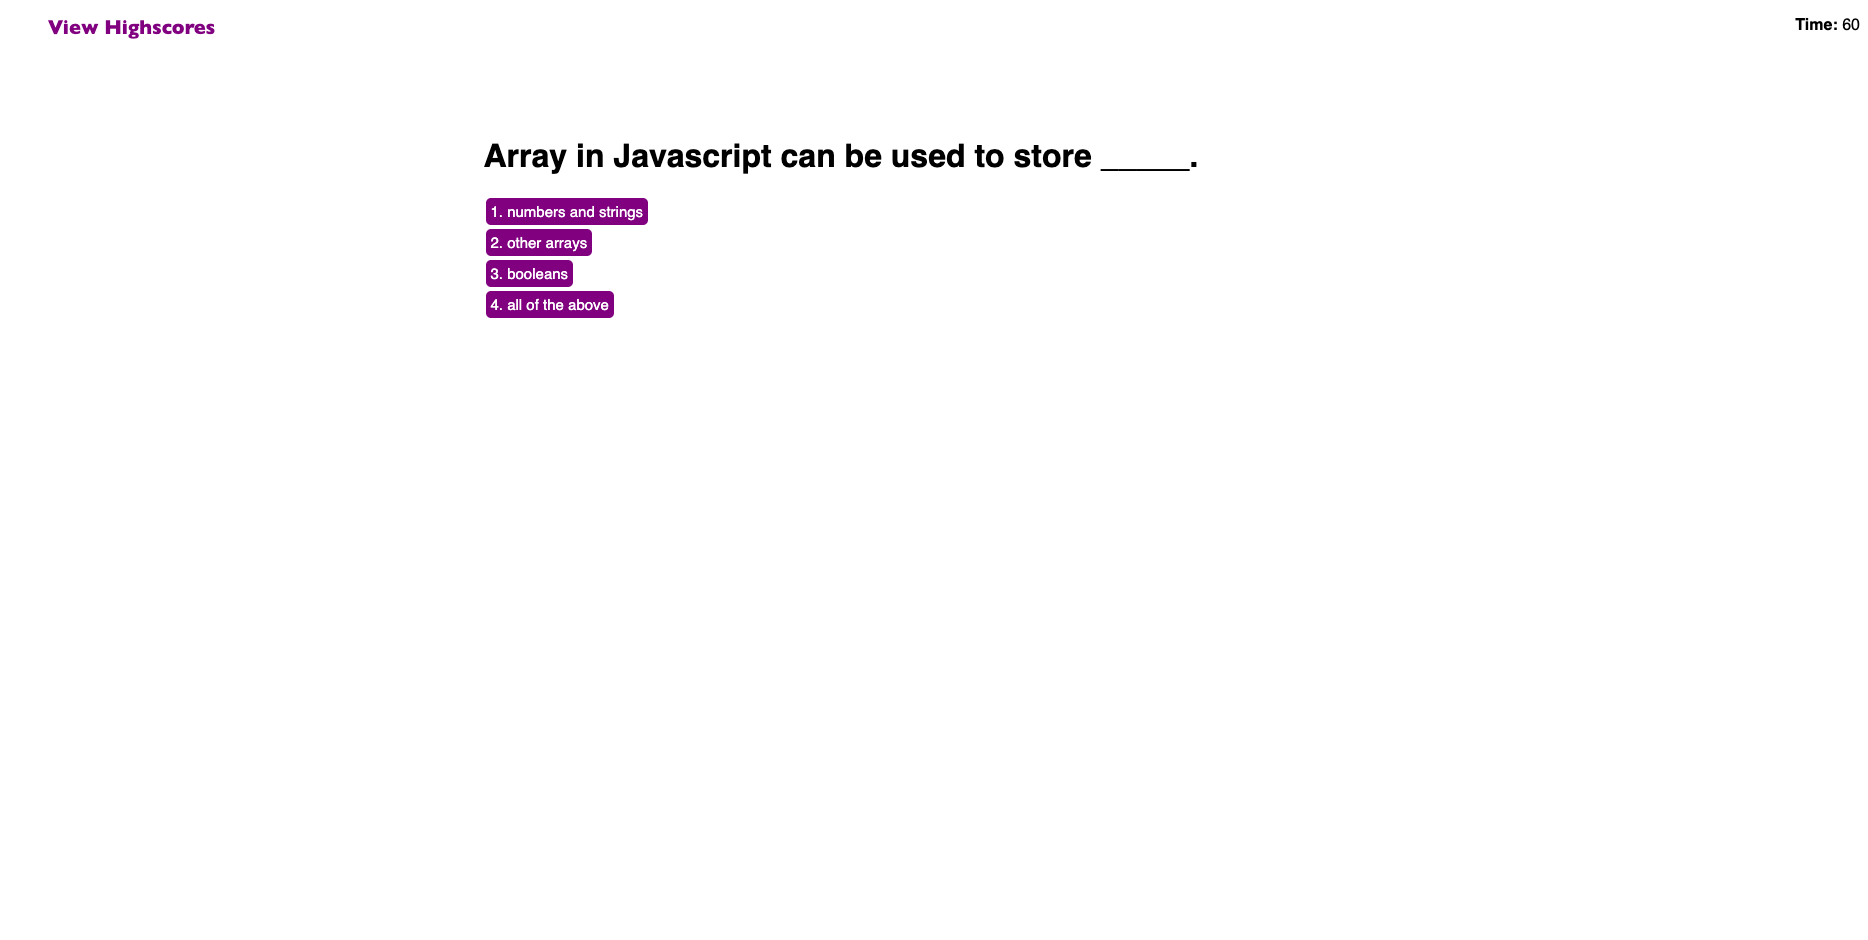 View Highscores
Time: 60
Array in Javascript can be used to store _____.
1. numbers and strings
2. other arrays
3. booleans
4. all of the above